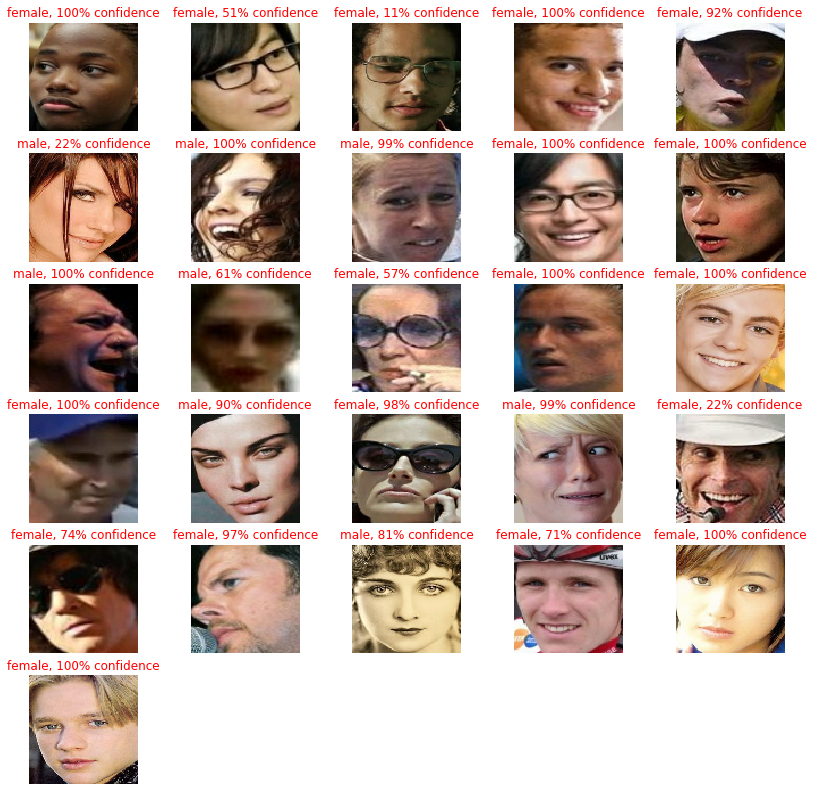 female, 100% confidence
female, 51% confidence
female, 11% confidence
female, 100% confidence
female, 92% confidence
male, 22% confidence
male, 100% confidence
male, 99% confidence
female, 100% confidence
female, 100% confidence
male, 100% confidence
male, 61% confidence
female, 57% confidence
female, 100% confidence
female, 100% confidence
female, 100% confidence
male, 90% confidence
female, 98% confidence
male, 99% confidence
female, 22% confidence
female, 74% confidence
female, 97% confidence
male, 81% confidence
female, 71% confidence
female, 100% confidence
female, 100% confidence